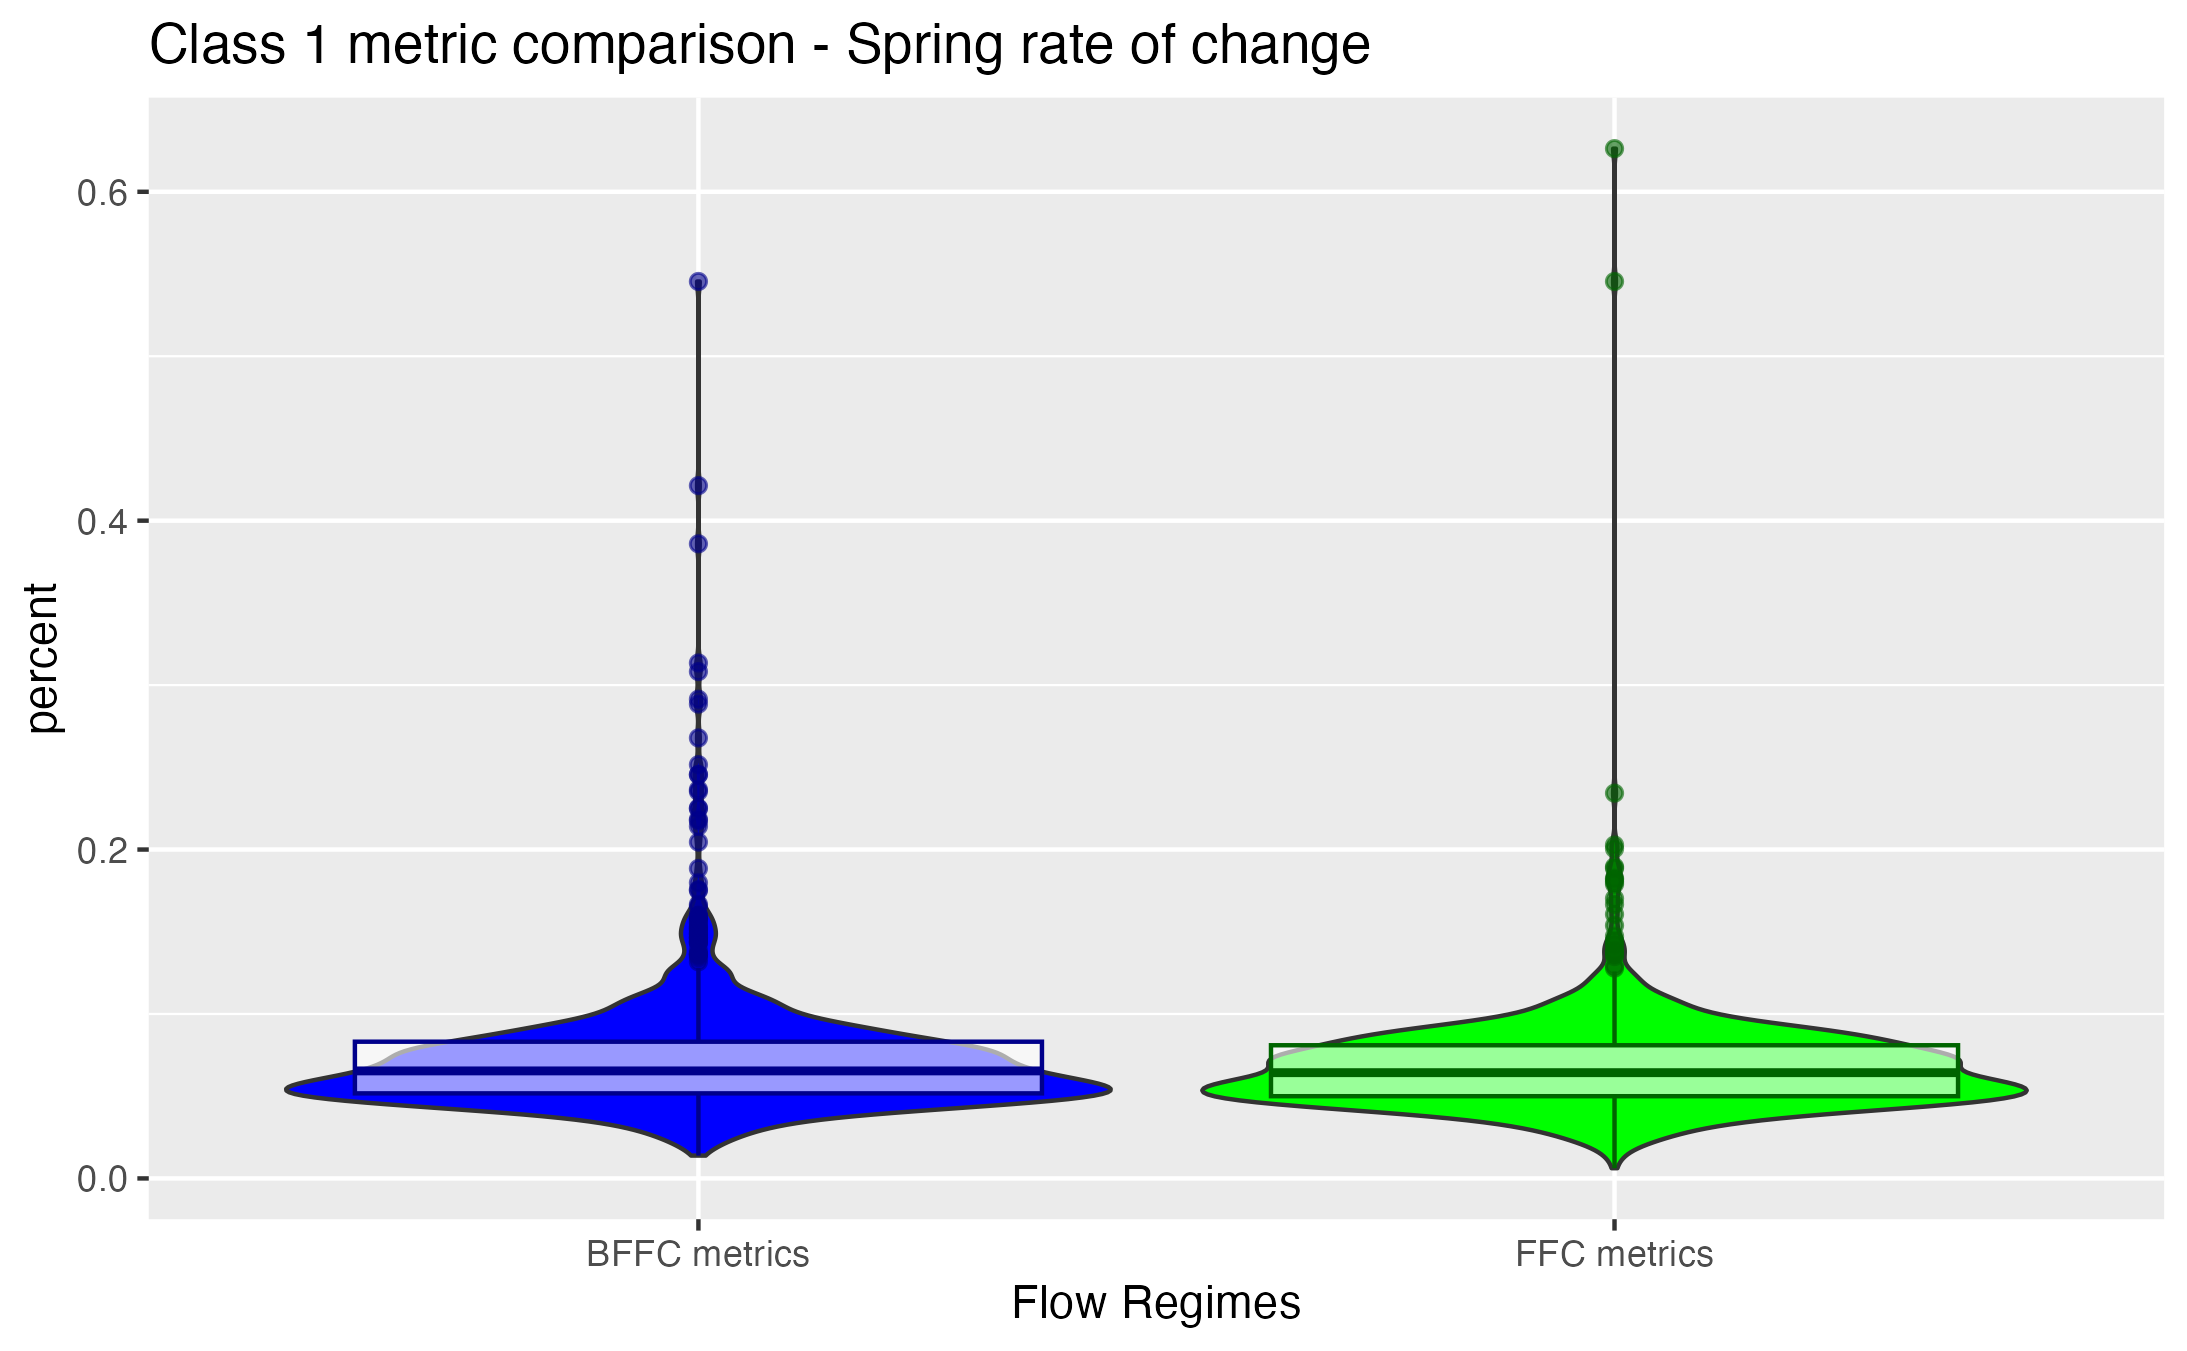 Class 1 metric comparison - Spring rate of change
percent
0.6
0.4
0.2
0.0
BFFC metrics
FFC metrics
Flow Regimes